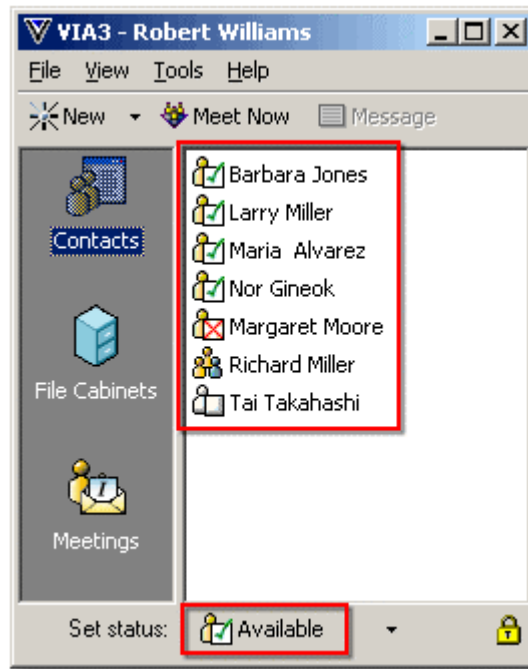 VIA3 - Robert Williams
File View Tools Help
New Meet Now Message
Contacts
File Cabinets
Meetings
Barbara Jones
Larry Miller
Maria Alvarez
Nor Gineok
Margaret Moore
Richard Miller
Tai Takahashi
Set status: Available